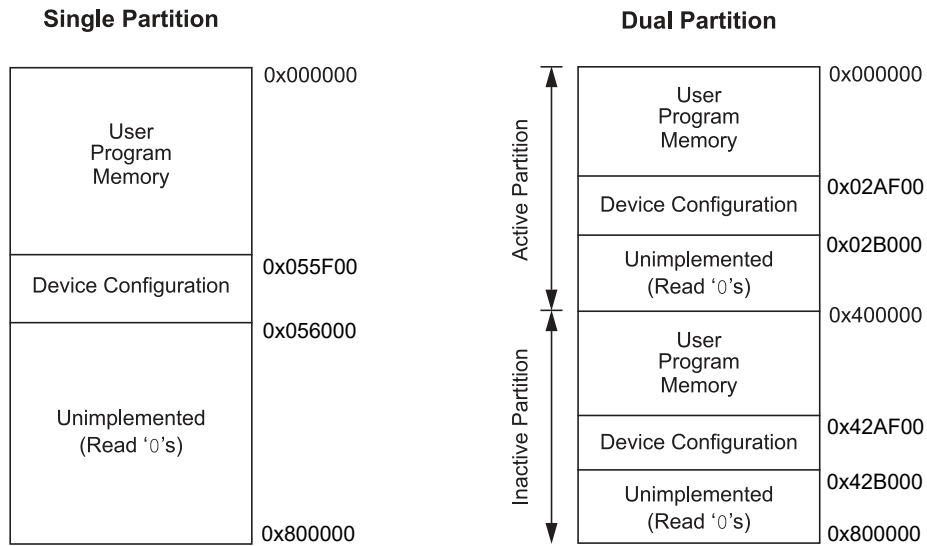 Single Partition
0x000000
User
Program
Memory
0x055F00
Device Configuration
0x056000
Unimplemented
(Read ‘0’s)
0x800000
Dual Partition
Active Partition
0x000000
User
Program
Memory
0x02AF00
Device Configuration
0x02B000
Unimplemented
(Read ‘0’s)
0x400000
Inactive Partition
User
Program
Memory
0x42AF00
Device Configuration
0x42B000
Unimplemented
(Read ‘0’s)
0x800000